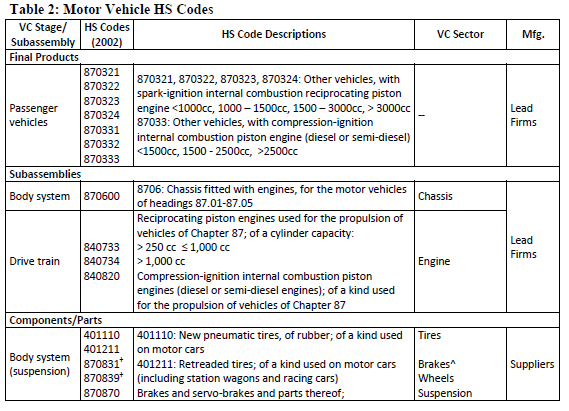 Table 2: Motor Vehicle HS Codes
VC Stage/ Subassembly HS Codes (2002) HS Code Descriptions VC Sector Mfg.
Final Products
Passenger vehicles
870321
870322
870323
870324
870331
870332
870333
870321, 870322, 870323, 870324: Other vehicles, with
spark-ignition internal combustion reciprocating piston
engine <1000cc, 1000 – 1500cc, 1500 – 3000cc, > 3000cc
87033: Other vehicles, with compression-ignition
internal combustion piston engine (diesel or semi-diesel)
<1500cc, 1500 - 2500cc, >2500cc
--
Lead
Firms
Subassemblies
Body system
870600
8706: Chassis fitted with engines, for the motor vehicles
of headings 87.01-87.05
Chassis
Drive train
840733
840734
840820
Reciprocating piston engines used for the propulsion of
vehicles of Chapter 87; of a cylinder capacity:
> 250 cc ≤ 1,000 cc
> 1,000 cc
Compression-ignition internal combustion piston
engines (diesel or semi-diesel engines); of a kind used
for the propulsion of vehicles of Chapter 87
Engine
Lead
Firms
Components/Parts
Body system
(suspension)
401110
401211
870831†
870839†
870870
401110: New pneumatic tires, of rubber; of a kind used
on motor cars
401211: Retreaded tires; of a kind used on motor cars
(including station wagons and racing cars)
Brakes and servo-brakes and parts thereof;
Tires
Brakes^
Wheels
Suspension
Suppliers